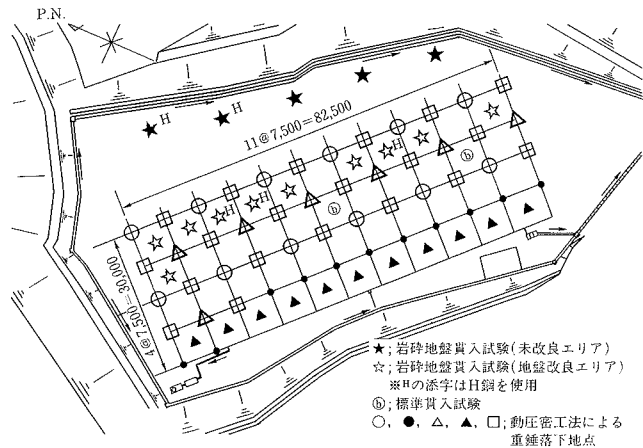 P.N.
H
H
11@7,500=82,500
H
H
H
H
ⓑ
ⓑ
4@7,500=30,000
★；岩砕地盤貫入試験(未改良エリア)
☆；岩砕地盤貫入試験(地盤改良エリア)
※Hの添字はH鋼を使用
ⓑ；標準貫入試験
○, ●, △, ▲, □；動圧密工法による
重錘落下地点